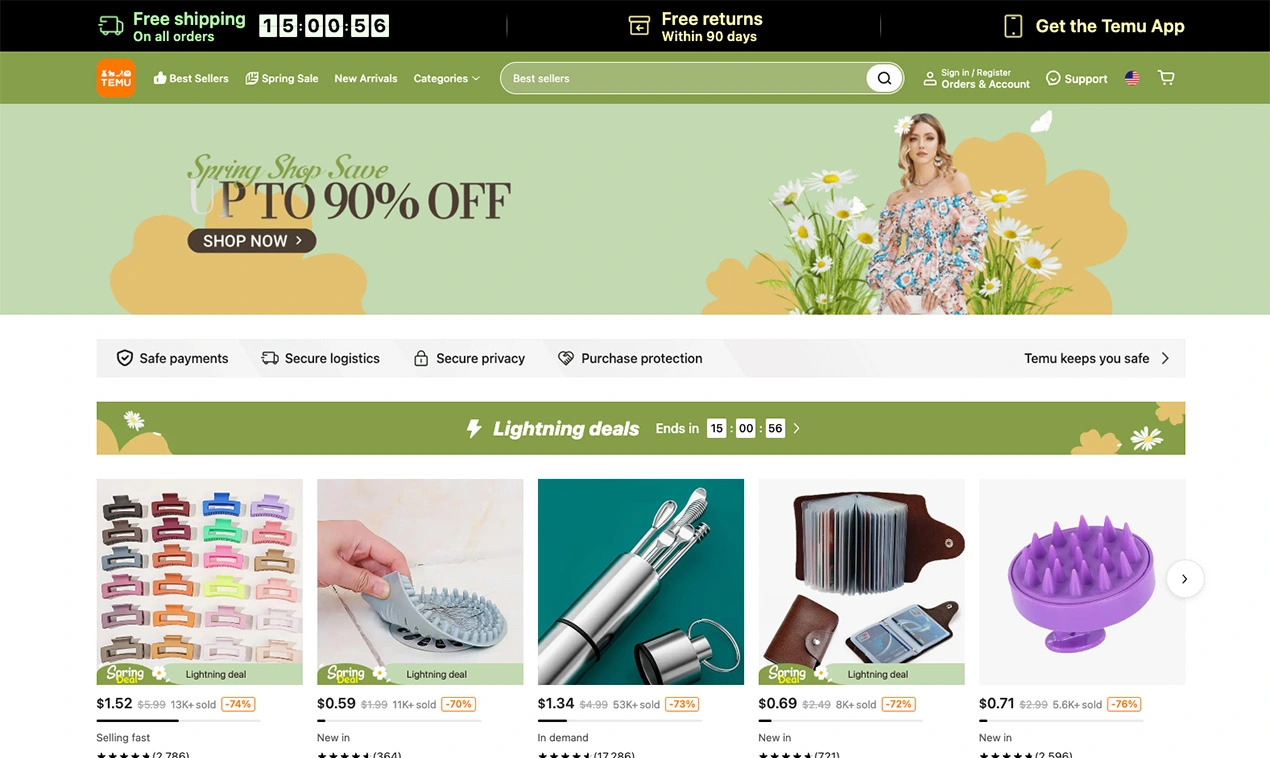 Free shipping
On all orders
15:00:56
Free returns
Within 90 days
Get the Temu App
TEMU
Best Sellers
Spring Sale
New Arrivals
Categories
Best sellers
Sign in / Register
Orders & Account
Support
Spring Shop Save
UP TO 90% OFF
SHOP NOW >
Safe payments
Secure logistics
Secure privacy
Purchase protection
Temu keeps you safe
Lightning deals
Ends in 15 : 00 : 56
Spring Deal
Lightning deal
Spring Deal
Lightning deal
Spring Deal
Lightning deal
$1.52 $5.99 13K+ sold -74%
Selling fast
(2,786)
$0.59 $1.99 11K+ sold -70%
New in
(364)
$1.34 $4.99 53K+ sold -73%
In demand
(17,286)
$0.69 $2.49 8K+ sold -72%
New in
(721)
$0.71 $2.99 5.6K+ sold -76%
New in
(2,596)